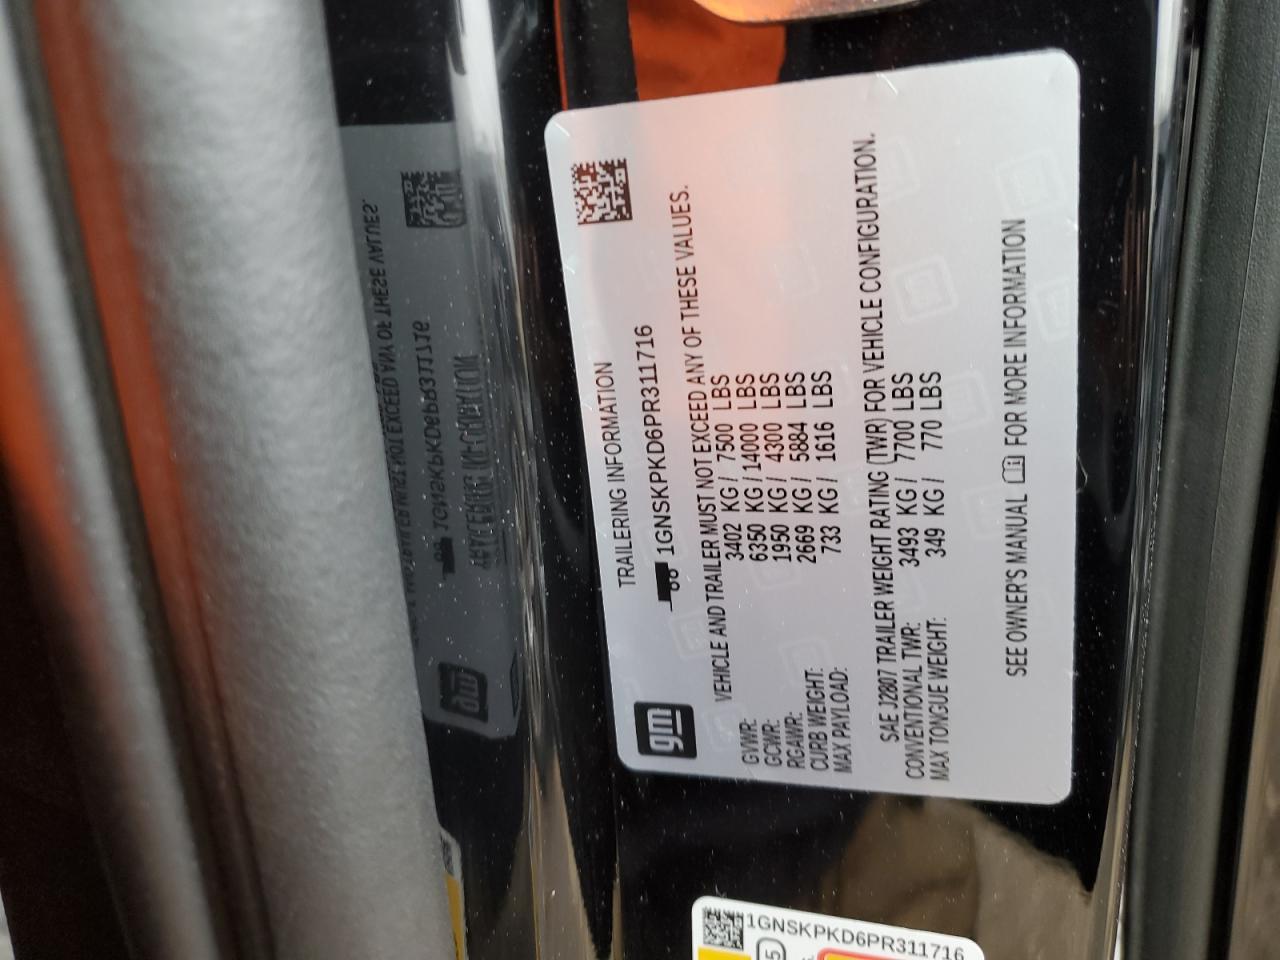 gm
TRAILERING INFORMATION
1GNSKPKD6PR311716
VEHICLE AND TRAILER MUST NOT EXCEED ANY OF THESE VALUES.
GVWR: 3402 KG / 7500 LBS
GCWR: 6350 KG / 14000 LBS
RGAWR: 1950 KG / 4300 LBS
CURB WEIGHT: 2669 KG / 5884 LBS
MAX PAYLOAD: 733 KG / 1616 LBS
SAE J2807 TRAILER WEIGHT RATING (TWR) FOR VEHICLE CONFIGURATION.
CONVENTIONAL TWR: 3493 KG / 7700 LBS
MAX TONGUE WEIGHT: 349 KG / 770 LBS
SEE OWNER'S MANUAL FOR MORE INFORMATION
1GNSKPKD6PR311716
5